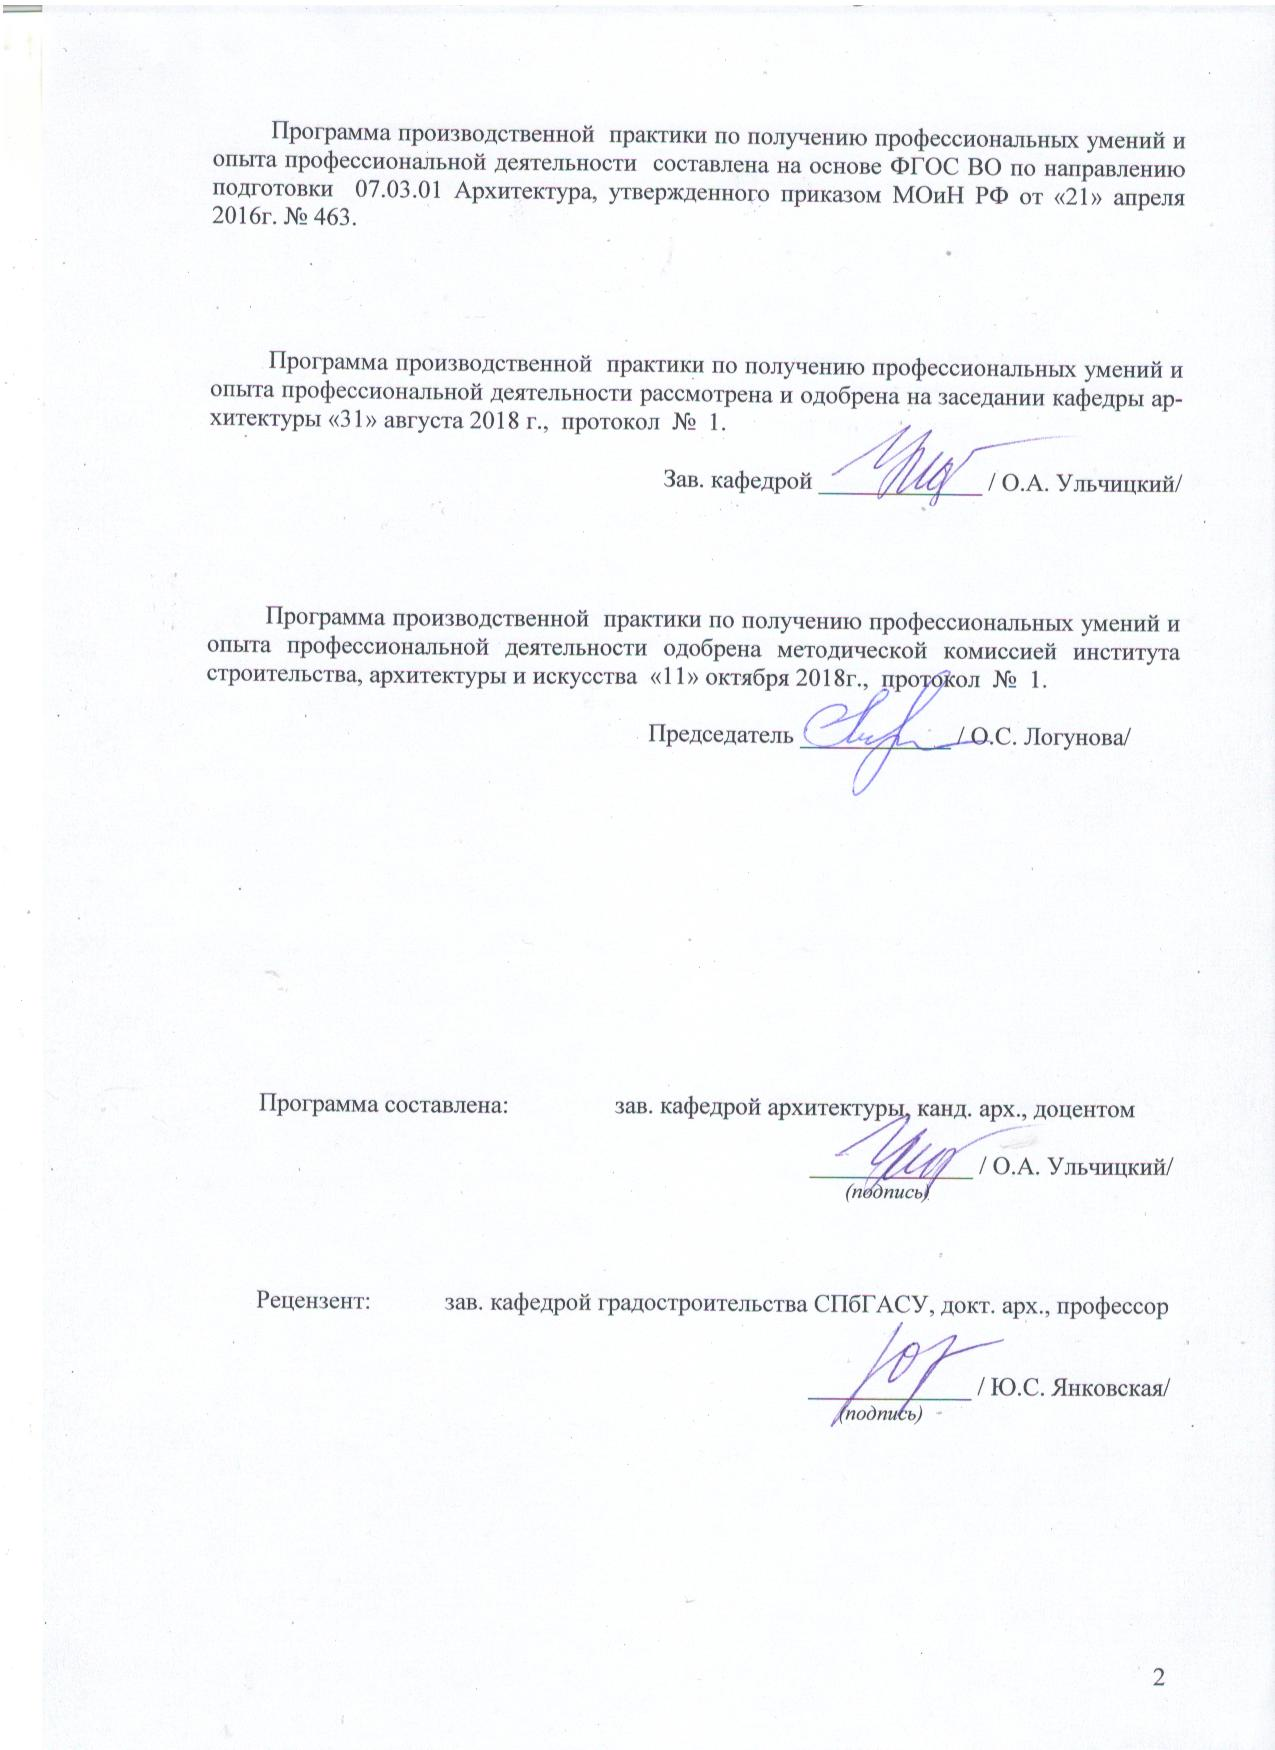 Программа производственной практики по получению профессиональных умений и
опыта профессиональной деятельности составлена на основе ФГОС ВО по направлению
подготовки 07.03.01 Архитектура, утвержденного приказом МОиН РФ от «21» апреля
2016г. № 463.
Программа производственной практики по получению профессиональных умений и
опыта профессиональной деятельности рассмотрена и одобрена на заседании кафедры ар-
хитектуры «31» августа 2018 г., протокол № 1.
Зав. кафедрой _____________ / О.А. Ульчицкий/
Программа производственной практики по получению профессиональных умений и
опыта профессиональной деятельности одобрена методической комиссией института
строительства, архитектуры и искусства «11» октября 2018г., протокол № 1.
Председатель ____________ / О.С. Логунова/
Программа составлена: зав. кафедрой архитектуры, канд. арх., доцентом
_____________ / О.А. Ульчицкий/
(подпись)
Рецензент: зав. кафедрой градостроительства СПбГАСУ, докт. арх., профессор
_____________ / Ю.С. Янковская/
(подпись)
2